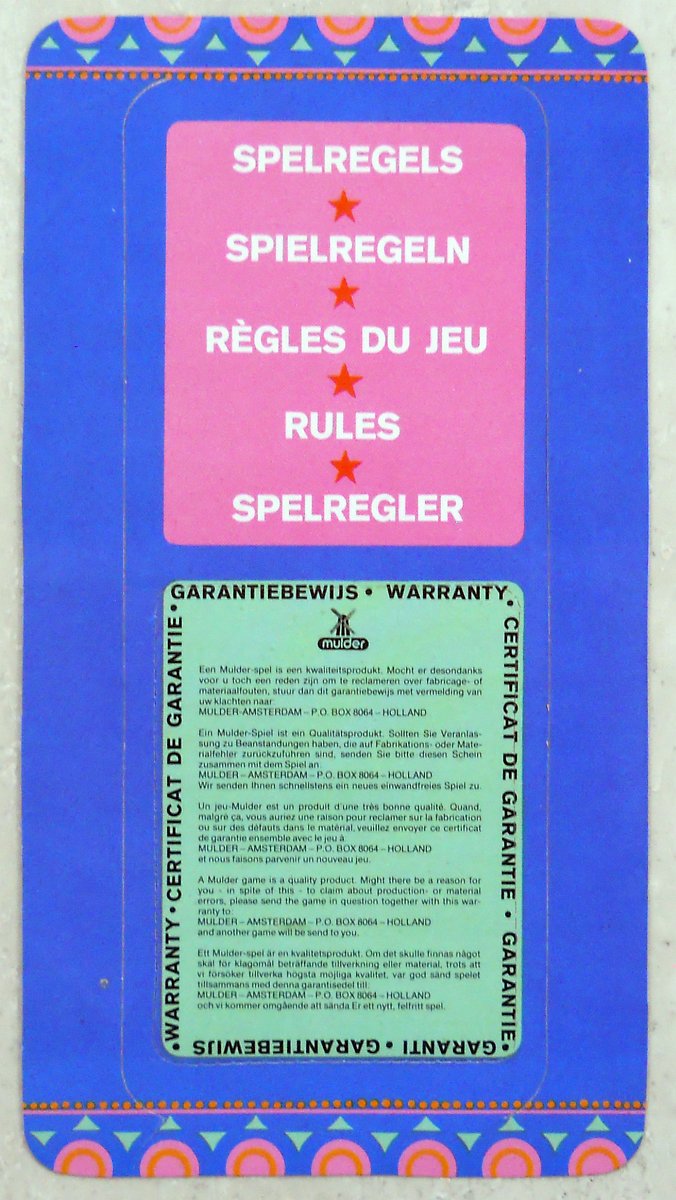 SPELREGELS
SPIELREGELN
RÈGLES DU JEU
RULES
SPELREGLER
GARANTIEBEWIJS • WARRANTY •
CERTIFICAT DE GARANTIE • GARANTIE •
GARANTI • GARANTIEBEWIJS
• WARRANTY • CERTIFICAT DE GARANTIE •
mulder
Een Mulder-spel is een kwaliteitsprodukt. Mocht er desondanks
voor u toch een reden zijn om te reclameren over fabricage- of
materiaalfouten, stuur dan dit garantiebewijs met vermelding van
uw klachten naar:
MULDER-AMSTERDAM – P.O. BOX 8064 – HOLLAND
Ein Mulder-Spiel ist ein Qualitätsprodukt. Sollten Sie Veranlas-
sung zu Beanstandungen haben, die auf Fabrikations- oder Mate-
rialfehler zurückzuführen sind, senden Sie bitte diesen Schein
zusammen mit dem Spiel an:
MULDER – AMSTERDAM – P.O. BOX 8064 – HOLLAND
Wir senden Ihnen schnellstens ein neues einwandfreies Spiel zu.
Un jeu-Mulder est un produit d'une très bonne qualité. Quand,
malgré ça, vous auriez une raison pour reclamer sur la fabrication
ou sur des défauts dans le matérial, veuillez envoyer ce certificat
de garantie ensemble avec le jeu à:
MULDER – AMSTERDAM – P.O. BOX 8064 – HOLLAND
et nous faisons parvenir un nouveau jeu.
A Mulder game is a quality product. Might there be a reason for
you - in spite of this - to claim about production- or material
errors, please send the game in question together with this war-
ranty to:
MULDER – AMSTERDAM – P.O. BOX 8064 – HOLLAND
and another game will be send to you.
Ett Mulder-spel är en kvalitetsprodukt. Om det skulle finnas något
skäl för klagomål beträffande tillverkning eller material, trots att
vi försöker tillverka högsta möjliga kvalitet, var god sänd spelet
tillsammans med denna garantisedel till:
MULDER – AMSTERDAM – P.O. BOX 8064 – HOLLAND
och vi kommer omgående att sända Er ett nytt, felfritt spel.